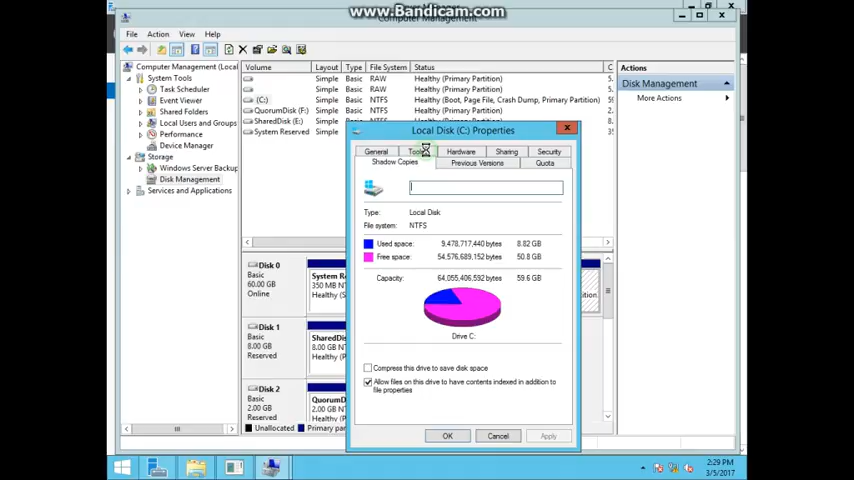 www.Bandicam.com
Computer Management
File Action View Help
Computer Management (Local
System Tools
Task Scheduler
Event Viewer
Shared Folders
Local Users and Groups
Performance
Device Manager
Storage
Windows Server Backup
Disk Management
Services and Applications
Volume Layout Type File System Status C
Simple Basic RAW Healthy (Primary Partition) 5.
Simple Basic RAW Healthy (Primary Partition)
(C:) Simple Basic NTFS Healthy (Boot, Page File, Crash Dump, Primary Partition)
QuorumDisk (F:) Simple Basic NTFS Healthy (Primary Partition)
SharedDisk (E:)
System Reserved
Actions
Disk Management
More Actions
Local Disk (C:) Properties
General Tools Hardware Sharing Security
Shadow Copies Previous Versions Quota
Type: Local Disk
File system: NTFS
Used space: 9,478,717,440 bytes 8.82 GB
Free space: 54,576,689,152 bytes 50.8 GB
Capacity: 64,055,406,592 bytes 59.6 GB
Drive C:
Compress this drive to save disk space
Allow files on this drive to have contents indexed in addition to
file properties
OK Cancel Apply
Disk 0
Basic
60.00 GB
Online
System R
350 MB NT
Healthy (S
Disk 1
Basic
8.00 GB
Reserved
SharedDis
8.00 GB NT
Healthy (P
Disk 2
Basic
2.00 GB
Reserved
QuorumD
2.00 GB NT
Healthy (P
Unallocated Primary par
2:29 PM
3/5/2017